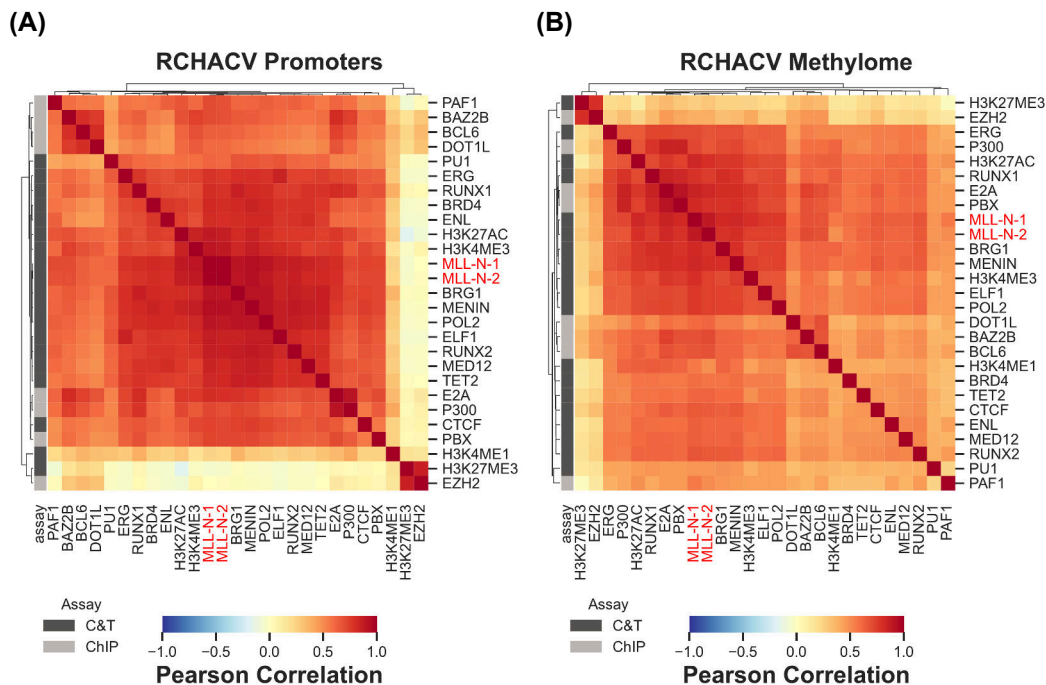 (A)
RCHACV Promoters
PAF1
BAZ2B
BCL6
DOT1L
PU1
ERG
RUNX1
BRD4
ENL
H3K27AC
H3K4ME3
MLL-N-1
MLL-N-2
BRG1
MENIN
POL2
ELF1
RUNX2
MED12
TET2
E2A
P300
CTCF
PBX
H3K4ME1
H3K27ME3
EZH2
assay
PAF1
BAZ2B
BCL6
DOT1L
PU1
ERG
RUNX1
BRD4
ENL
H3K27AC
H3K4ME3
MLL-N-1
MLL-N-2
BRG1
MENIN
POL2
ELF1
RUNX2
MED12
TET2
E2A
P300
CTCF
PBX
H3K4ME1
H3K27ME3
EZH2
Assay
C&T
ChIP
−1.0 −0.5 0.0 0.5 1.0
Pearson Correlation
(B)
RCHACV Methylome
H3K27ME3
EZH2
ERG
P300
H3K27AC
RUNX1
E2A
PBX
MLL-N-1
MLL-N-2
BRG1
MENIN
H3K4ME3
ELF1
POL2
DOT1L
BAZ2B
BCL6
H3K4ME1
BRD4
TET2
CTCF
ENL
MED12
RUNX2
PU1
PAF1
assay
H3K27ME3
EZH2
ERG
P300
H3K27AC
RUNX1
E2A
PBX
MLL-N-1
MLL-N-2
BRG1
MENIN
H3K4ME3
ELF1
POL2
DOT1L
BAZ2B
BCL6
H3K4ME1
BRD4
TET2
CTCF
ENL
MED12
RUNX2
PU1
PAF1
Assay
C&T
ChIP
−1.0 −0.5 0.0 0.5 1.0
Pearson Correlation